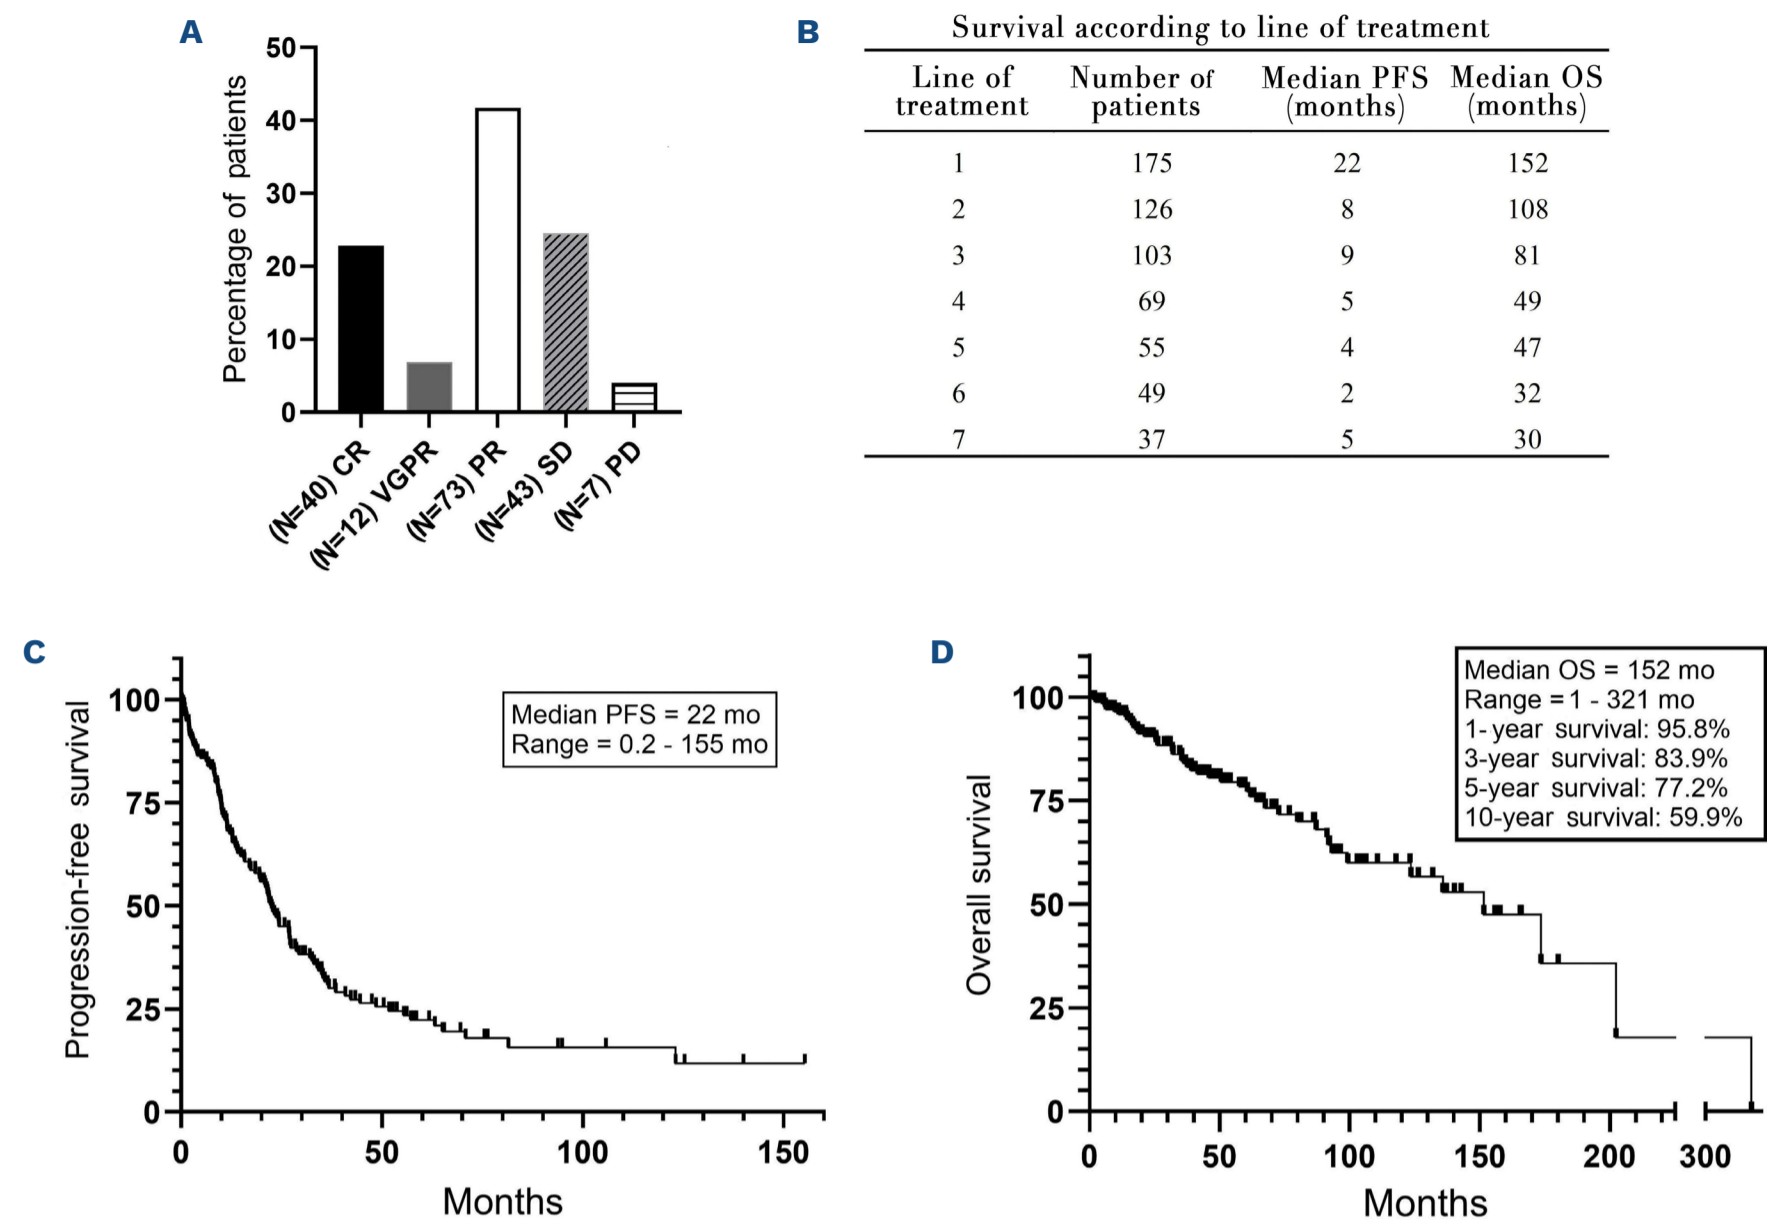 A
50
40
30
20
10
0
Percentage of patients
(N=40) CR
(N=12) VGPR
(N=73) PR
(N=43) SD
(N=7) PD
B
Survival according to line of treatment
Line of treatment Number of patients Median PFS (months) Median OS (months)
1 175 22 152
2 126 8 108
3 103 9 81
4 69 5 49
5 55 4 47
6 49 2 32
7 37 5 30
C
Progression-free survival
100
75
50
25
0
Median PFS = 22 mo
Range = 0.2 - 155 mo
0 50 100 150
Months
D
Overall survival
100
75
50
25
0
Median OS = 152 mo
Range = 1 - 321 mo
1-year survival: 95.8%
3-year survival: 83.9%
5-year survival: 77.2%
10-year survival: 59.9%
0 50 100 150 200 300
Months